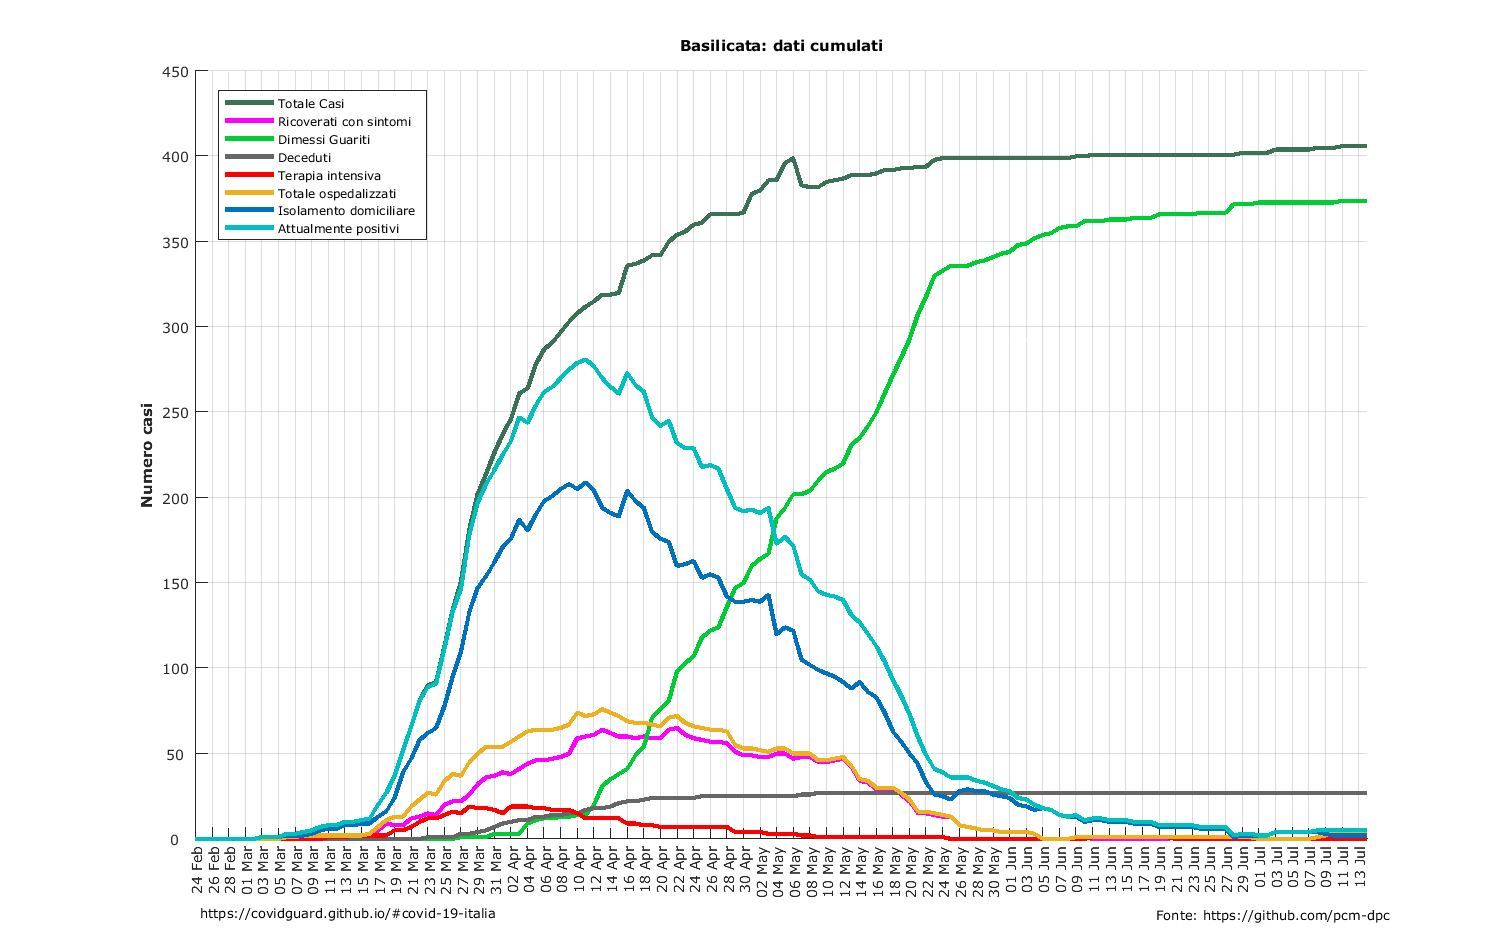 Basilicata: dati cumulati
450
400
350
300
250
200
150
100
50
0
Numero casi
Totale Casi
Ricoverati con sintomi
Dimessi Guariti
Deceduti
Terapia intensiva
Totale ospedalizzati
Isolamento domiciliare
Attualmente positivi
24 Feb
26 Feb
28 Feb
01 Mar
03 Mar
05 Mar
07 Mar
09 Mar
11 Mar
13 Mar
15 Mar
17 Mar
19 Mar
21 Mar
23 Mar
25 Mar
27 Mar
29 Mar
31 Mar
02 Apr
04 Apr
06 Apr
08 Apr
10 Apr
12 Apr
14 Apr
16 Apr
18 Apr
20 Apr
22 Apr
24 Apr
26 Apr
28 Apr
30 Apr
02 May
04 May
06 May
08 May
10 May
12 May
14 May
16 May
18 May
20 May
22 May
24 May
26 May
28 May
30 May
01 Jun
03 Jun
05 Jun
07 Jun
09 Jun
11 Jun
13 Jun
15 Jun
17 Jun
19 Jun
21 Jun
23 Jun
25 Jun
27 Jun
29 Jun
01 Jul
03 Jul
05 Jul
07 Jul
09 Jul
11 Jul
13 Jul
https://covidguard.github.io/#covid-19-italia
Fonte: https://github.com/pcm-dpc